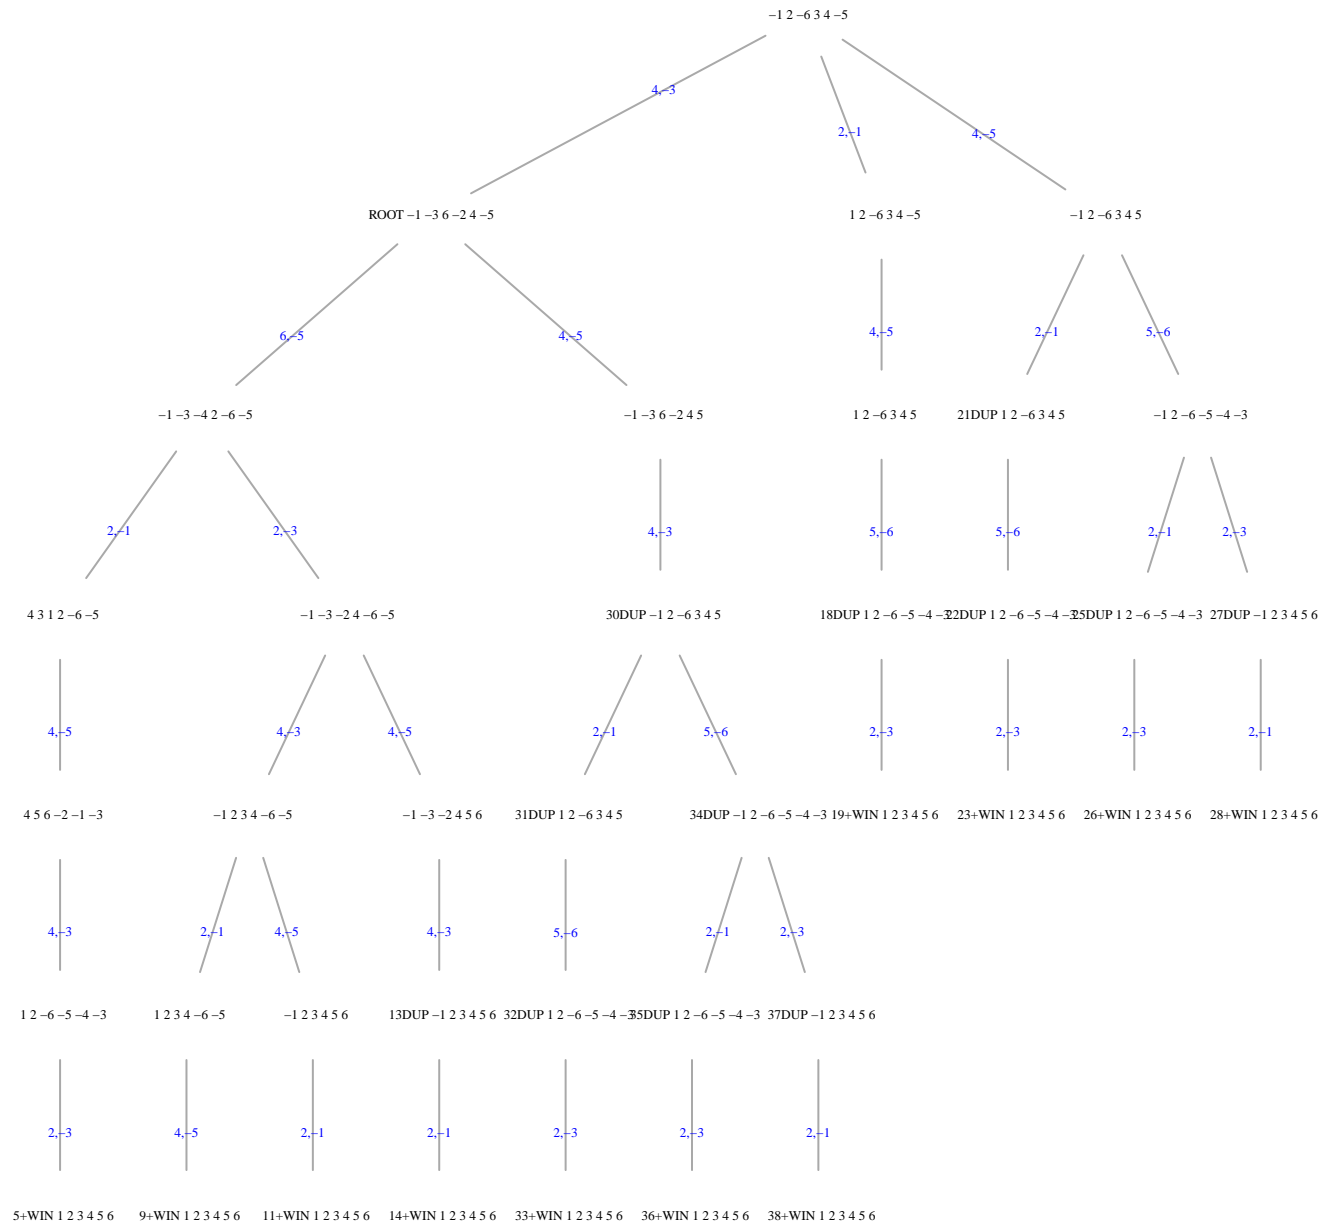 −1 2 −6 3 4 −5
4,−3
2,−1
4,−5
ROOT −1 −3 6 −2 4 −5
1 2 −6 3 4 −5
−1 2 −6 3 4 5
6,−5
4,−5
4,−5
2,−1
5,−6
−1 −3 −4 2 −6 −5
−1 −3 6 −2 4 5
1 2 −6 3 4 5
21DUP 1 2 −6 3 4 5
−1 2 −6 −5 −4 −3
2,−1
2,−3
4,−3
5,−6
5,−6
2,−1
2,−3
4 3 1 2 −6 −5
−1 −3 −2 4 −6 −5
30DUP −1 2 −6 3 4 5
18DUP 1 2 −6 −5 −4 −3
22DUP 1 2 −6 −5 −4 −3
25DUP 1 2 −6 −5 −4 −3
27DUP −1 2 3 4 5 6
4,−5
4,−3
4,−5
2,−1
5,−6
2,−3
2,−3
2,−3
2,−1
4 5 6 −2 −1 −3
−1 2 3 4 −6 −5
−1 −3 −2 4 5 6
31DUP 1 2 −6 3 4 5
34DUP −1 2 −6 −5 −4 −3
19+WIN 1 2 3 4 5 6
23+WIN 1 2 3 4 5 6
26+WIN 1 2 3 4 5 6
28+WIN 1 2 3 4 5 6
4,−3
2,−1
4,−5
4,−3
5,−6
2,−1
2,−3
1 2 −6 −5 −4 −3
1 2 3 4 −6 −5
−1 2 3 4 5 6
13DUP −1 2 3 4 5 6
32DUP 1 2 −6 −5 −4 −3
35DUP 1 2 −6 −5 −4 −3
37DUP −1 2 3 4 5 6
2,−3
4,−5
2,−1
2,−1
2,−3
2,−3
2,−1
5+WIN 1 2 3 4 5 6
9+WIN 1 2 3 4 5 6
11+WIN 1 2 3 4 5 6
14+WIN 1 2 3 4 5 6
33+WIN 1 2 3 4 5 6
36+WIN 1 2 3 4 5 6
38+WIN 1 2 3 4 5 6